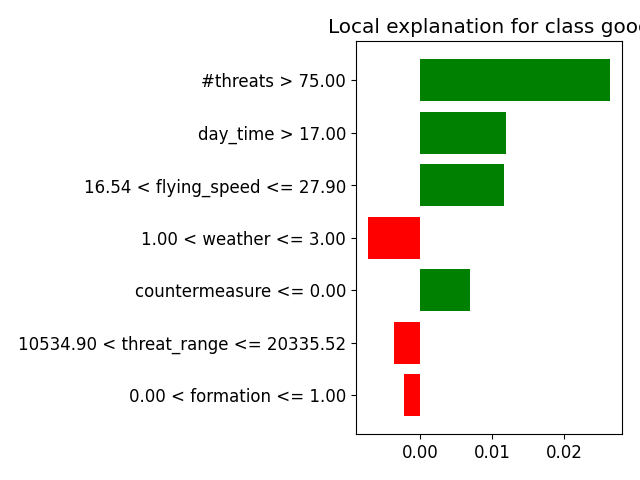 Local explanation for class good
#threats > 75.00
day_time > 17.00
16.54 < flying_speed <= 27.90
1.00 < weather <= 3.00
countermeasure <= 0.00
10534.90 < threat_range <= 20335.52
0.00 < formation <= 1.00
0.00 0.01 0.02